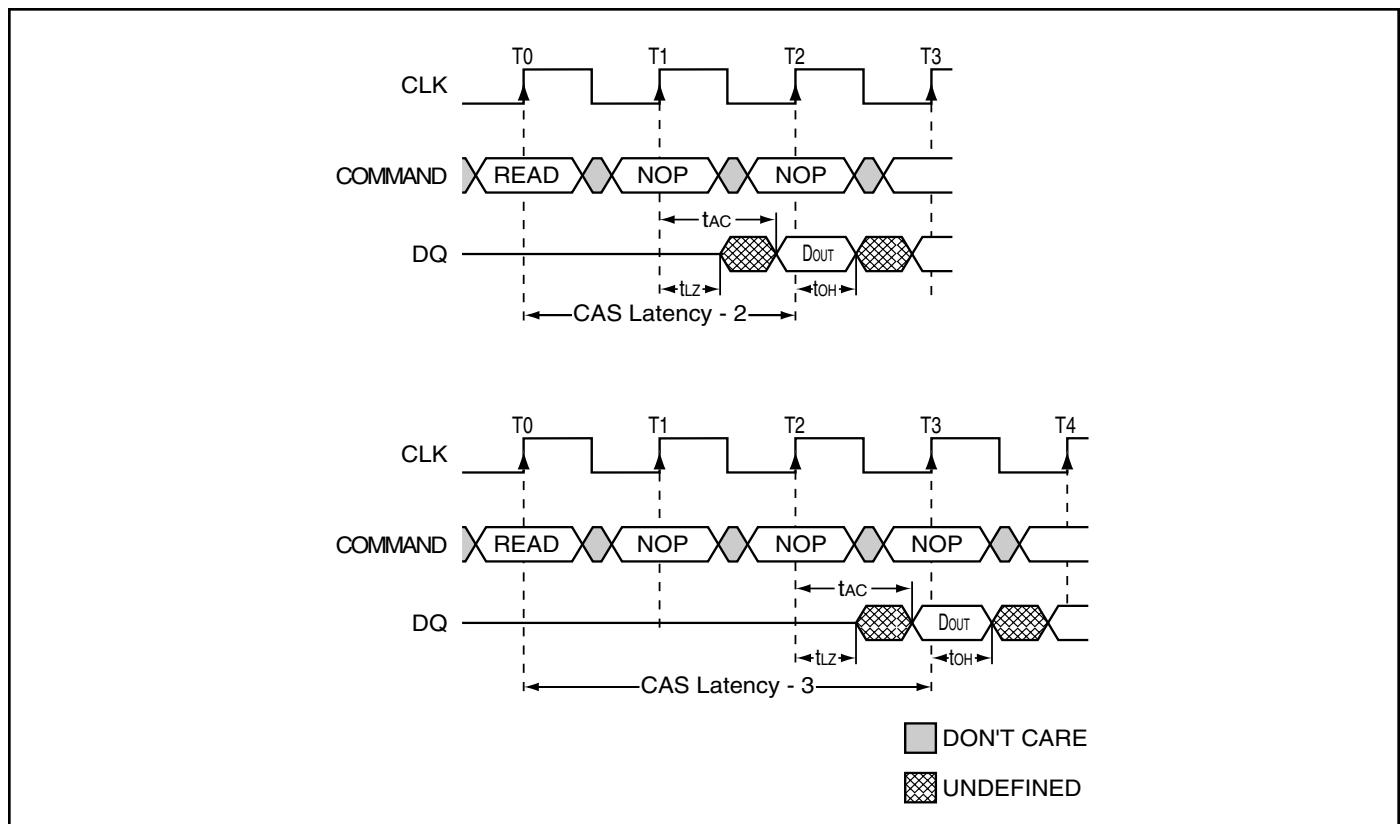 T0 T1 T2 T3
CLK
COMMAND READ NOP NOP
tAC
DQ DOUT
tLZ tOH
CAS Latency - 2
T0 T1 T2 T3 T4
CLK
COMMAND READ NOP NOP NOP
tAC
DQ DOUT
tLZ tOH
CAS Latency - 3
DON'T CARE
UNDEFINED